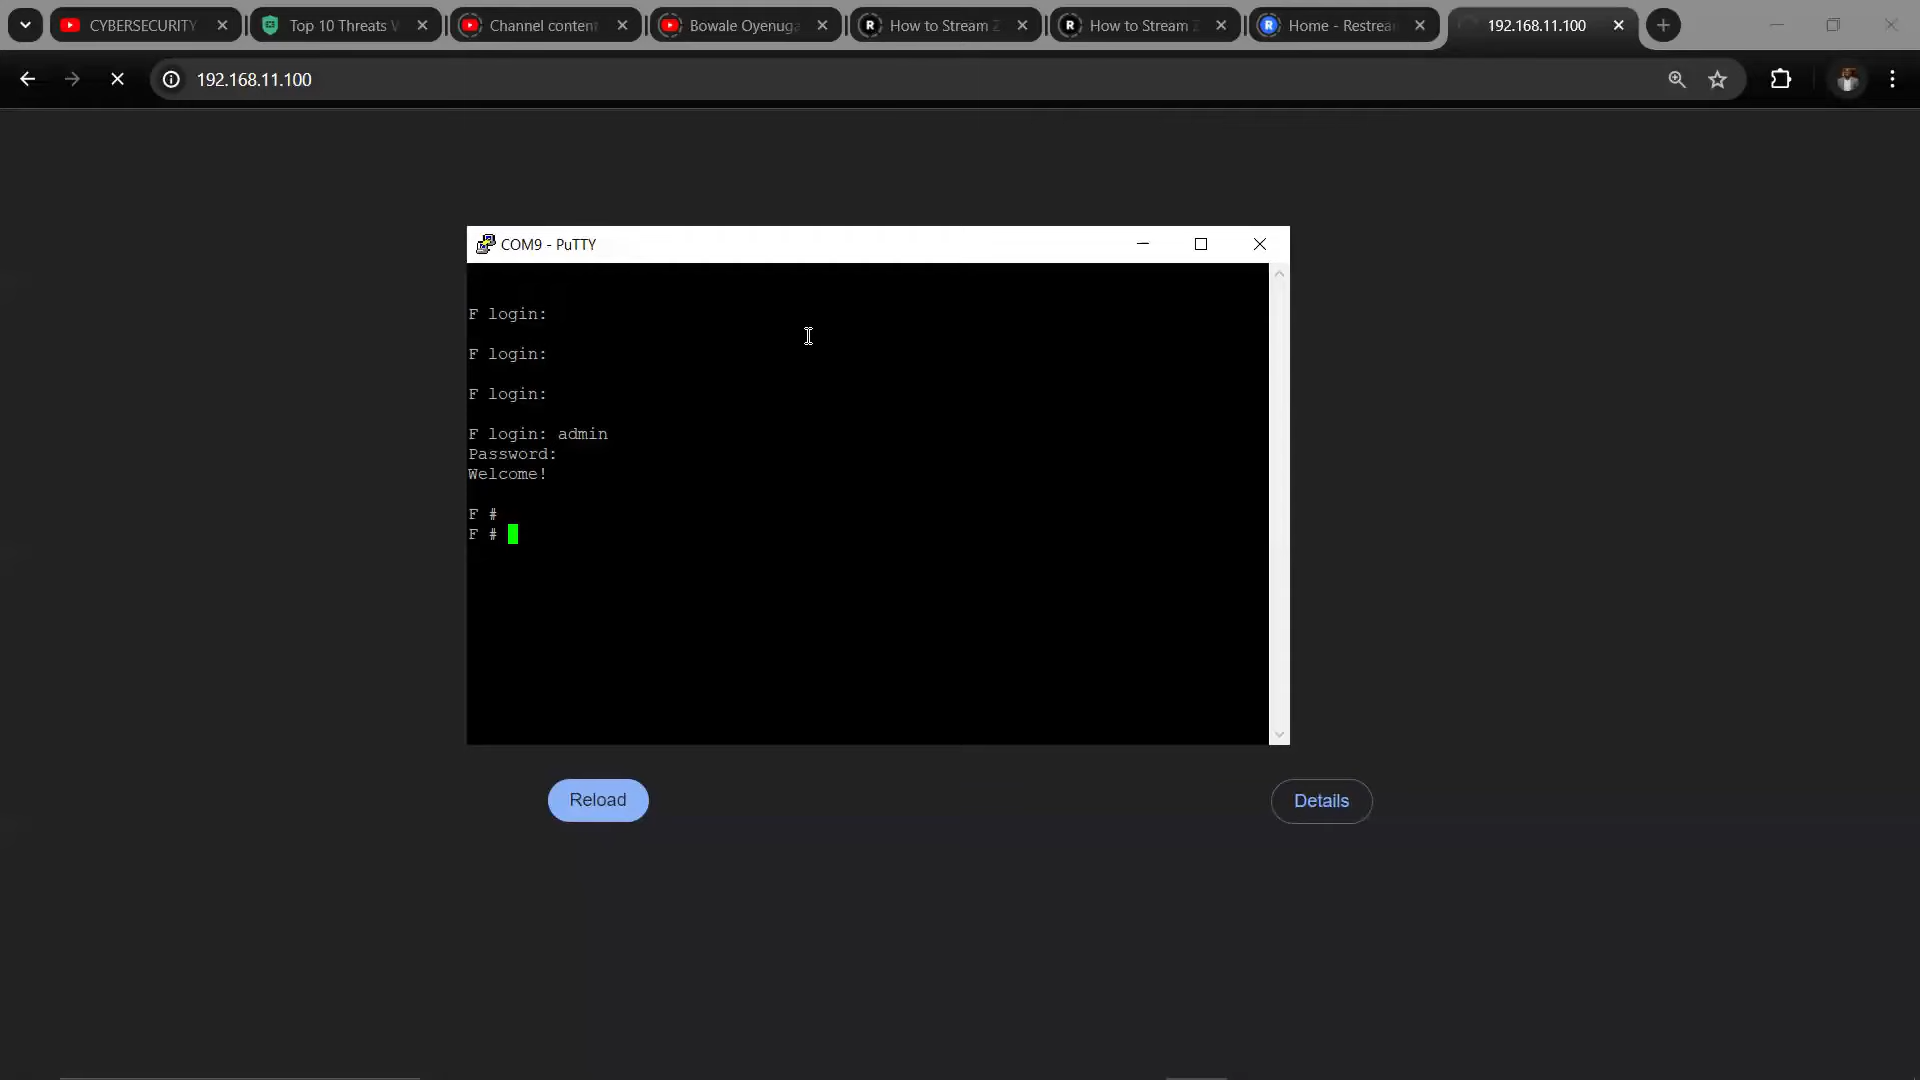 CYBERSECURITY
Top 10 Threats
Channel content
Bowale Oyenuga
How to Stream
How to Stream
Home - Restream
192.168.11.100
192.168.11.100
COM9 - PuTTY
F login:
F login:
F login:
F login: admin
Password:
Welcome!
F #
F #
Reload
Details